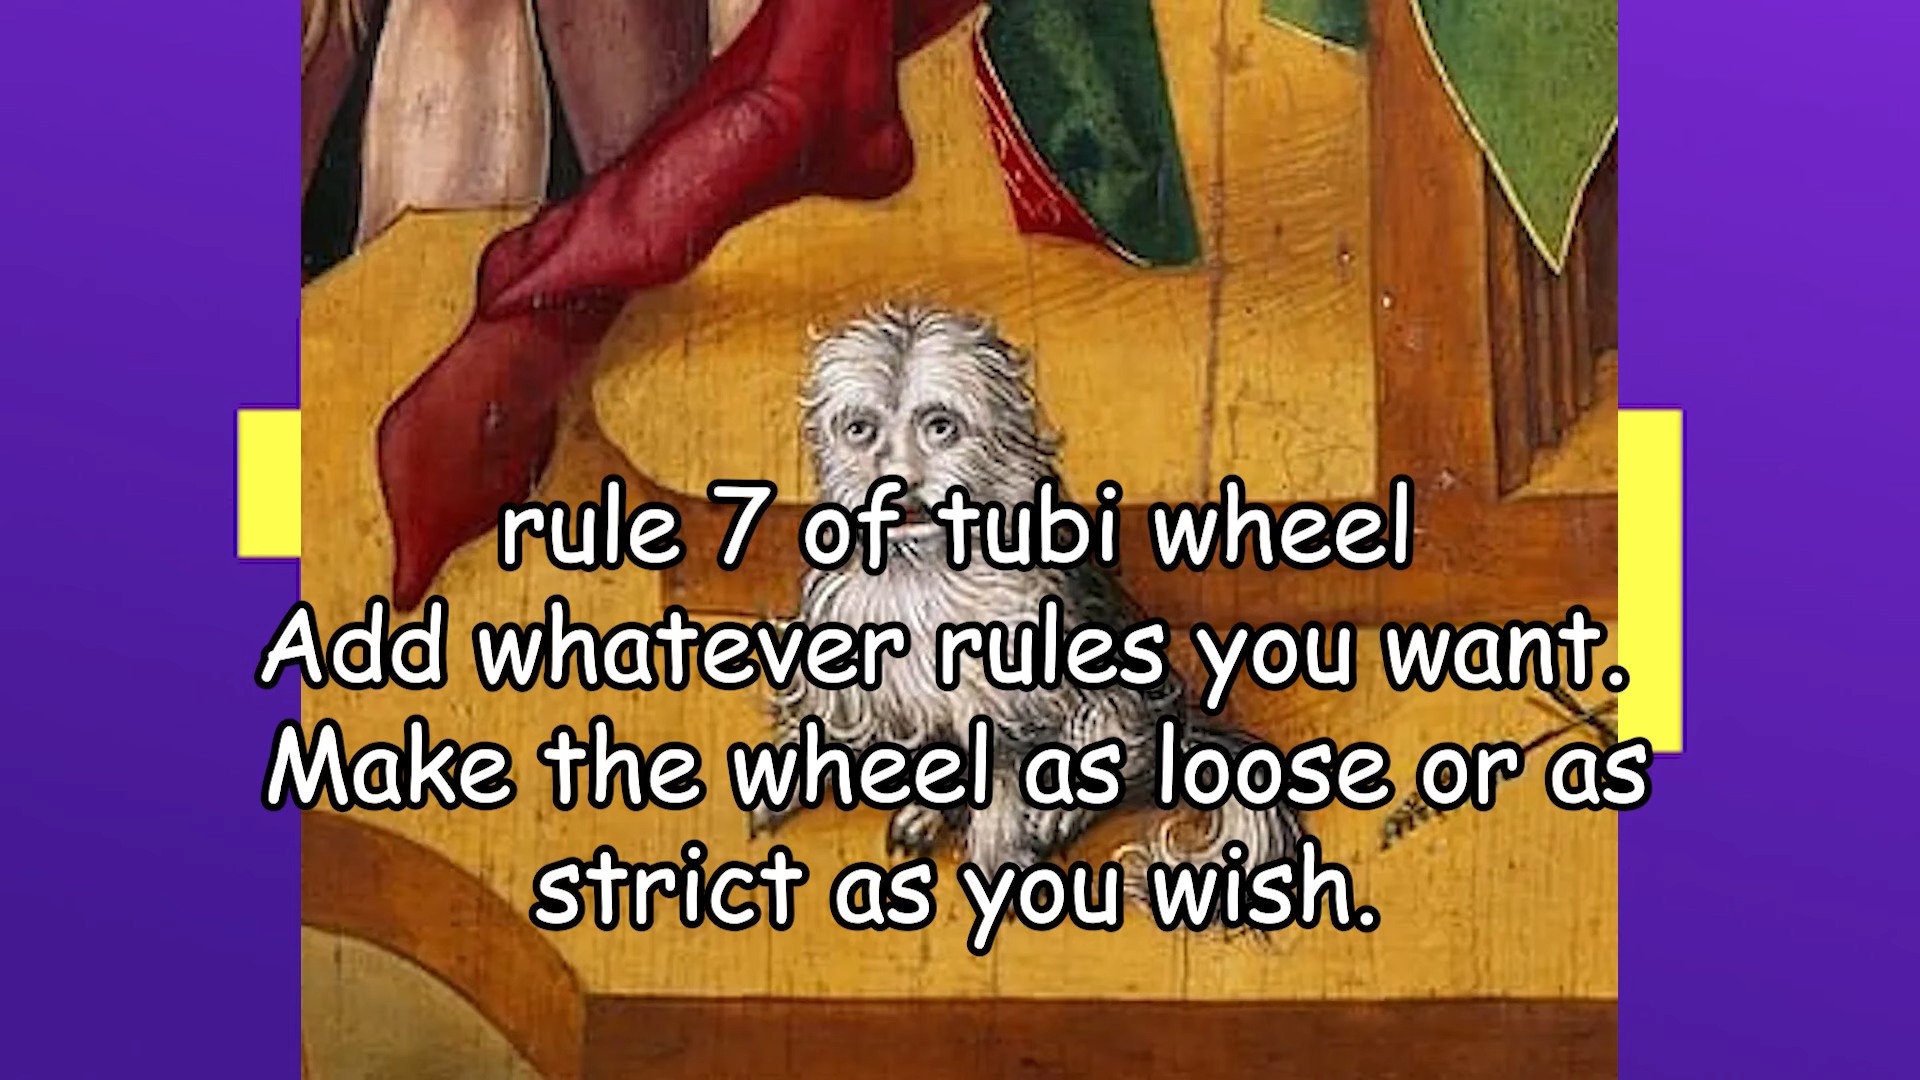 rule 7 of tubi wheel
Add whatever rules you want.
Make the wheel as loose or as
strict as you wish.